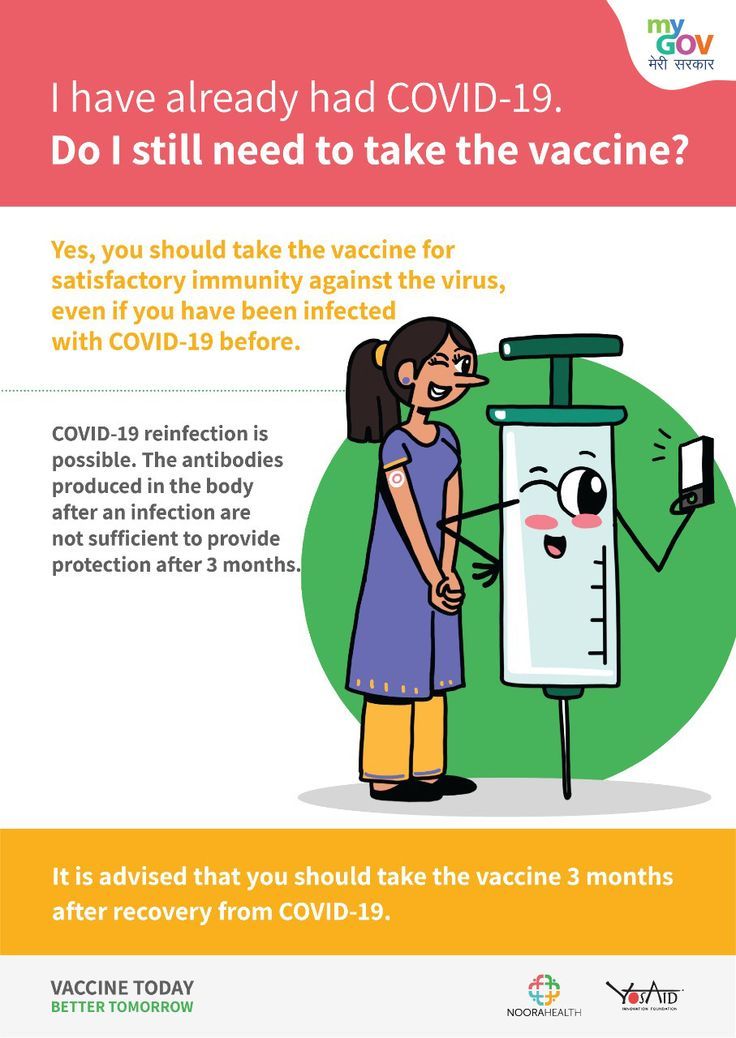 my
GOV
मेरी सरकार
I have already had COVID-19.
Do I still need to take the vaccine?
Yes, you should take the vaccine for
satisfactory immunity against the virus,
even if you have been infected
with COVID-19 before.
COVID-19 reinfection is
possible. The antibodies
produced in the body
after an infection are
not sufficient to provide
protection after 3 months.
It is advised that you should take the vaccine 3 months
after recovery from COVID-19.
VACCINE TODAY
BETTER TOMORROW
NOORAHEALTH
YOSAID
INNOVATION FOUNDATION